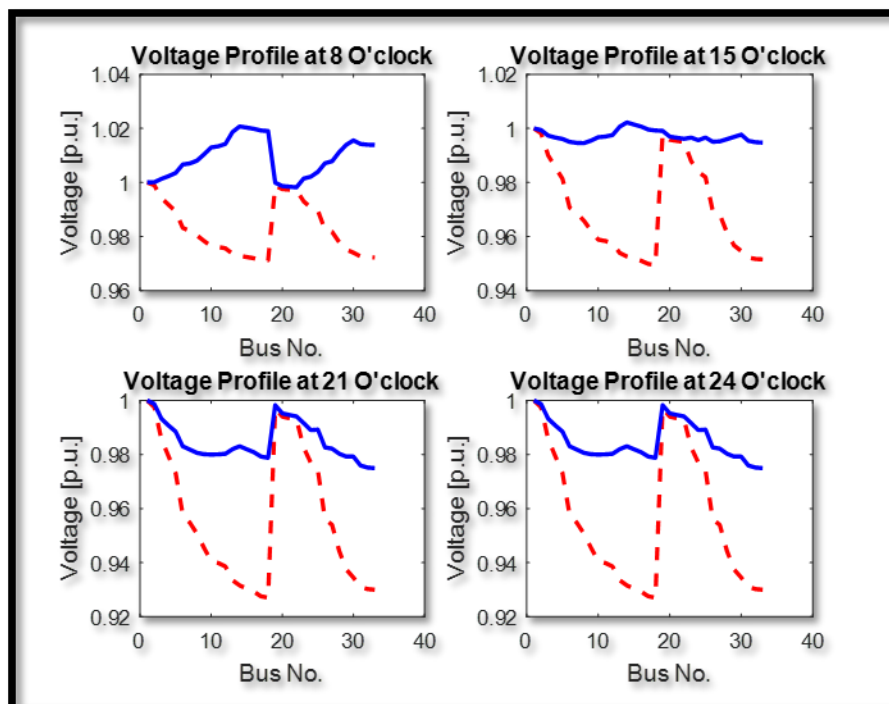 Voltage Profile at 8 O'clock
1.04
1.02
1
0.98
0.96
Voltage [p.u.]
0 10 20 30 40
Bus No.
Voltage Profile at 15 O'clock
1.02
1
0.98
0.96
0.94
Voltage [p.u.]
0 10 20 30 40
Bus No.
Voltage Profile at 21 O'clock
1
0.98
0.96
0.94
0.92
Voltage [p.u.]
0 10 20 30 40
Bus No.
Voltage Profile at 24 O'clock
1
0.98
0.96
0.94
0.92
Voltage [p.u.]
0 10 20 30 40
Bus No.